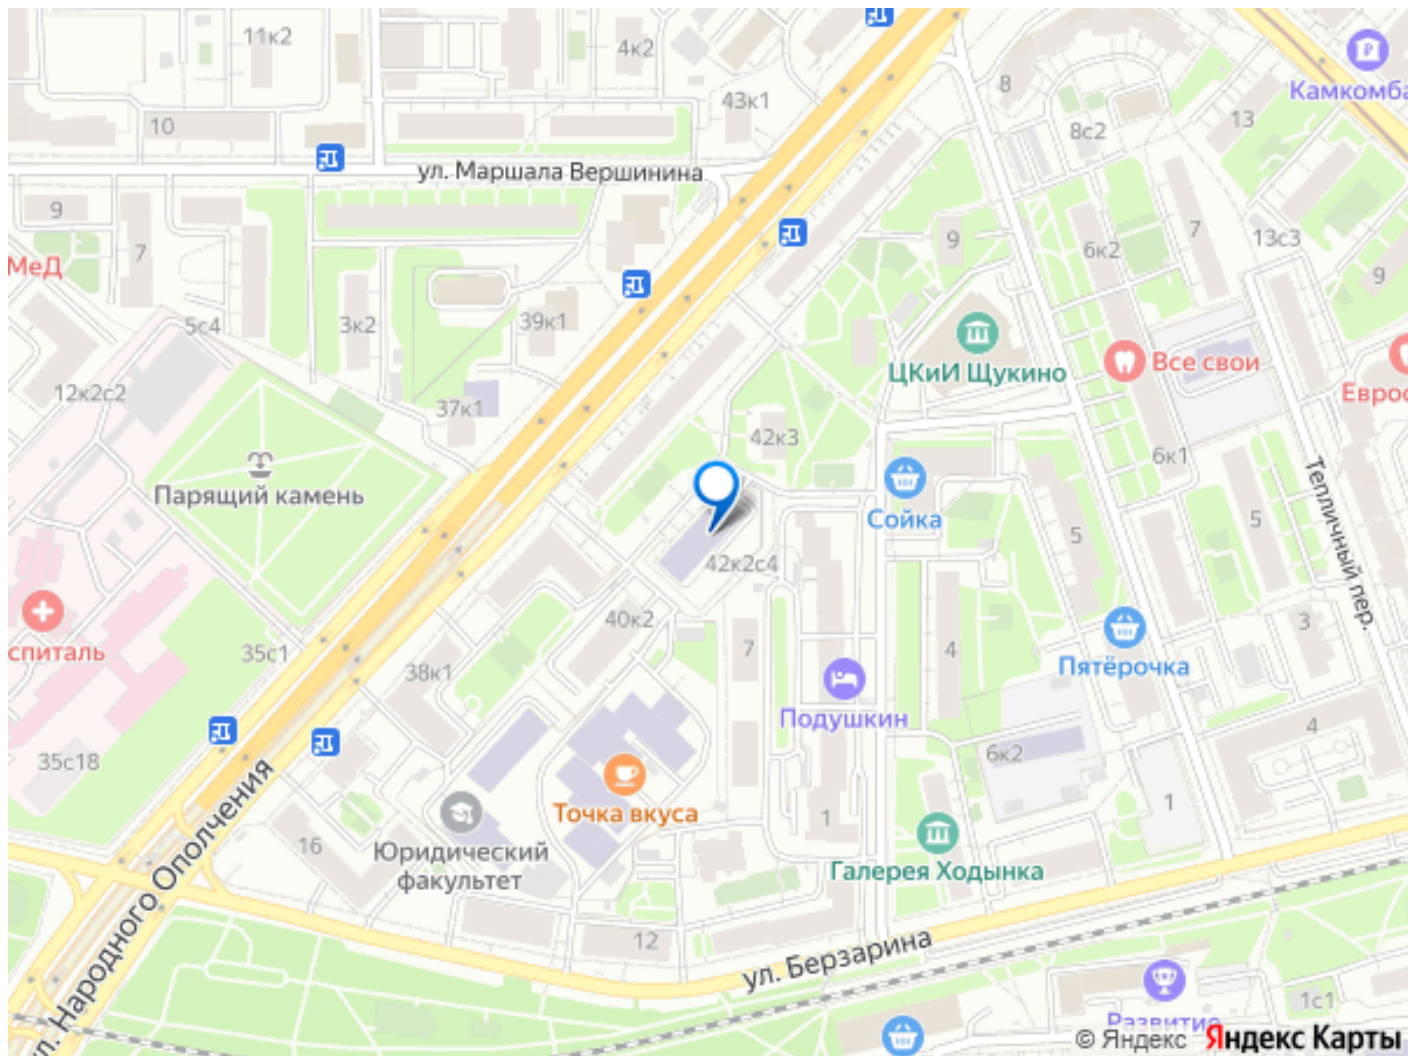 11к2
4к2
8
Камкомба
43к1
13
10
8с2
ул. Маршала Вершинина
9
7
9
6к2
7
13с3
МеД
9
5с4
3к2
39к1
ЦКиИ Щукино
Все свои
Еврос
12к2с2
37к1
42к3
6к1
Парящий камень
Сойка
5
5
Тепличный пер.
42к2с4
40к2
3
спиталь
35с1
38к1
7
4
Пятёрочка
Подушкин
35с18
6к2
4
Точка вкуса
1
1
16
Юридический
факультет
Галерея Ходынка
ул. Народного Ополчения
12
ул. Берзарина
1с1
Развитие
© Яндекс Яндекс Карты